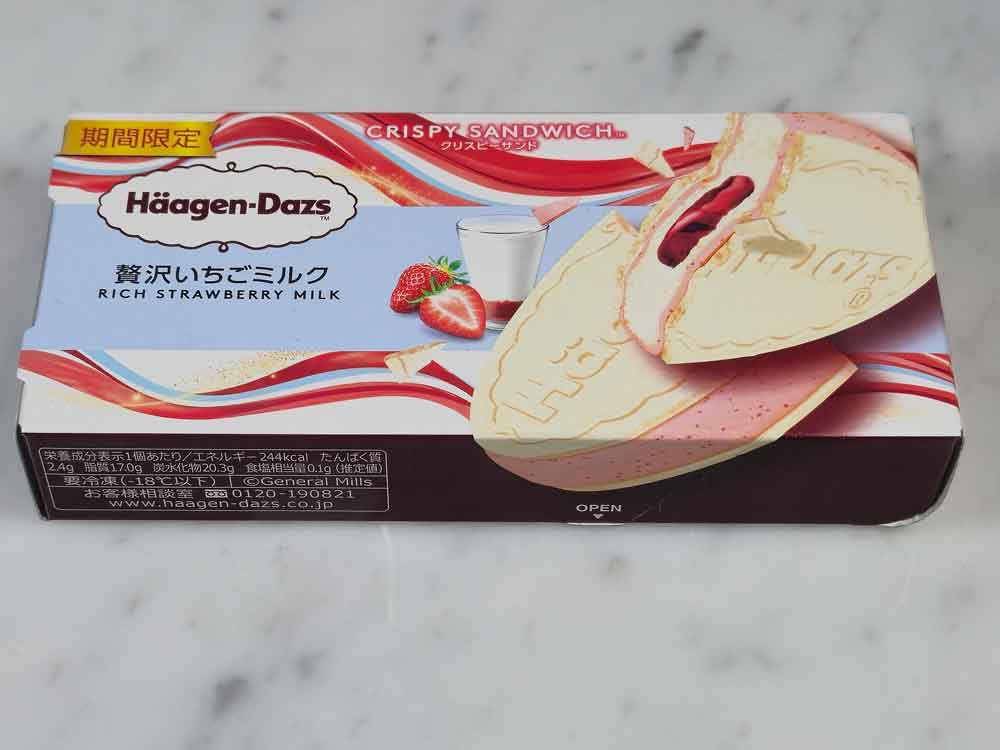 期間限定
CRISPY SANDWICH™
クリスピーサンド
Häagen-Dazs™
贅沢いちごミルク
RICH STRAWBERRY MILK
栄養成分表示1個あたり/エネルギー244kcal たんぱく質
2.4g 脂質17.0g 炭水化物20.3g 食塩相当量0.1g(推定値)
要冷凍(-18℃以下) ©General Mills
お客様相談室 0120-190821
www.haagen-dazs.co.jp
OPEN